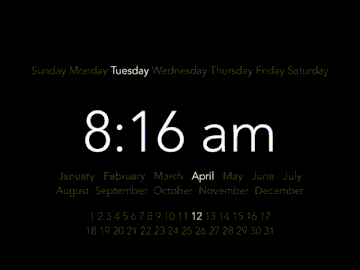 Sunday Monday Tuesday Wednesday Thursday Friday Saturday
8:16 am
January February March April May June July
August September October November December
1 2 3 4 5 6 7 8 9 10 11 12 13 14 15 16 17
18 19 20 21 22 23 24 25 26 27 28 29 30 31